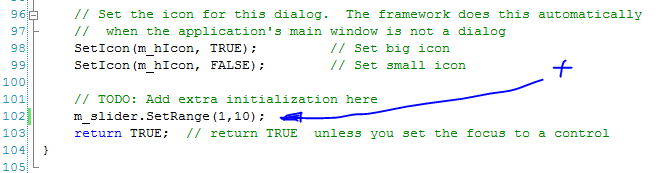 96 // Set the icon for this dialog.  The framework does this automatically
97 //  when the application's main window is not a dialog
98 SetIcon(m_hIcon, TRUE);         // Set big icon
99 SetIcon(m_hIcon, FALSE);        // Set small icon
100
101 // TODO: Add extra initialization here
102 m_slider.SetRange(1,10);
103 return TRUE;  // return TRUE  unless you set the focus to a control
104 }
105